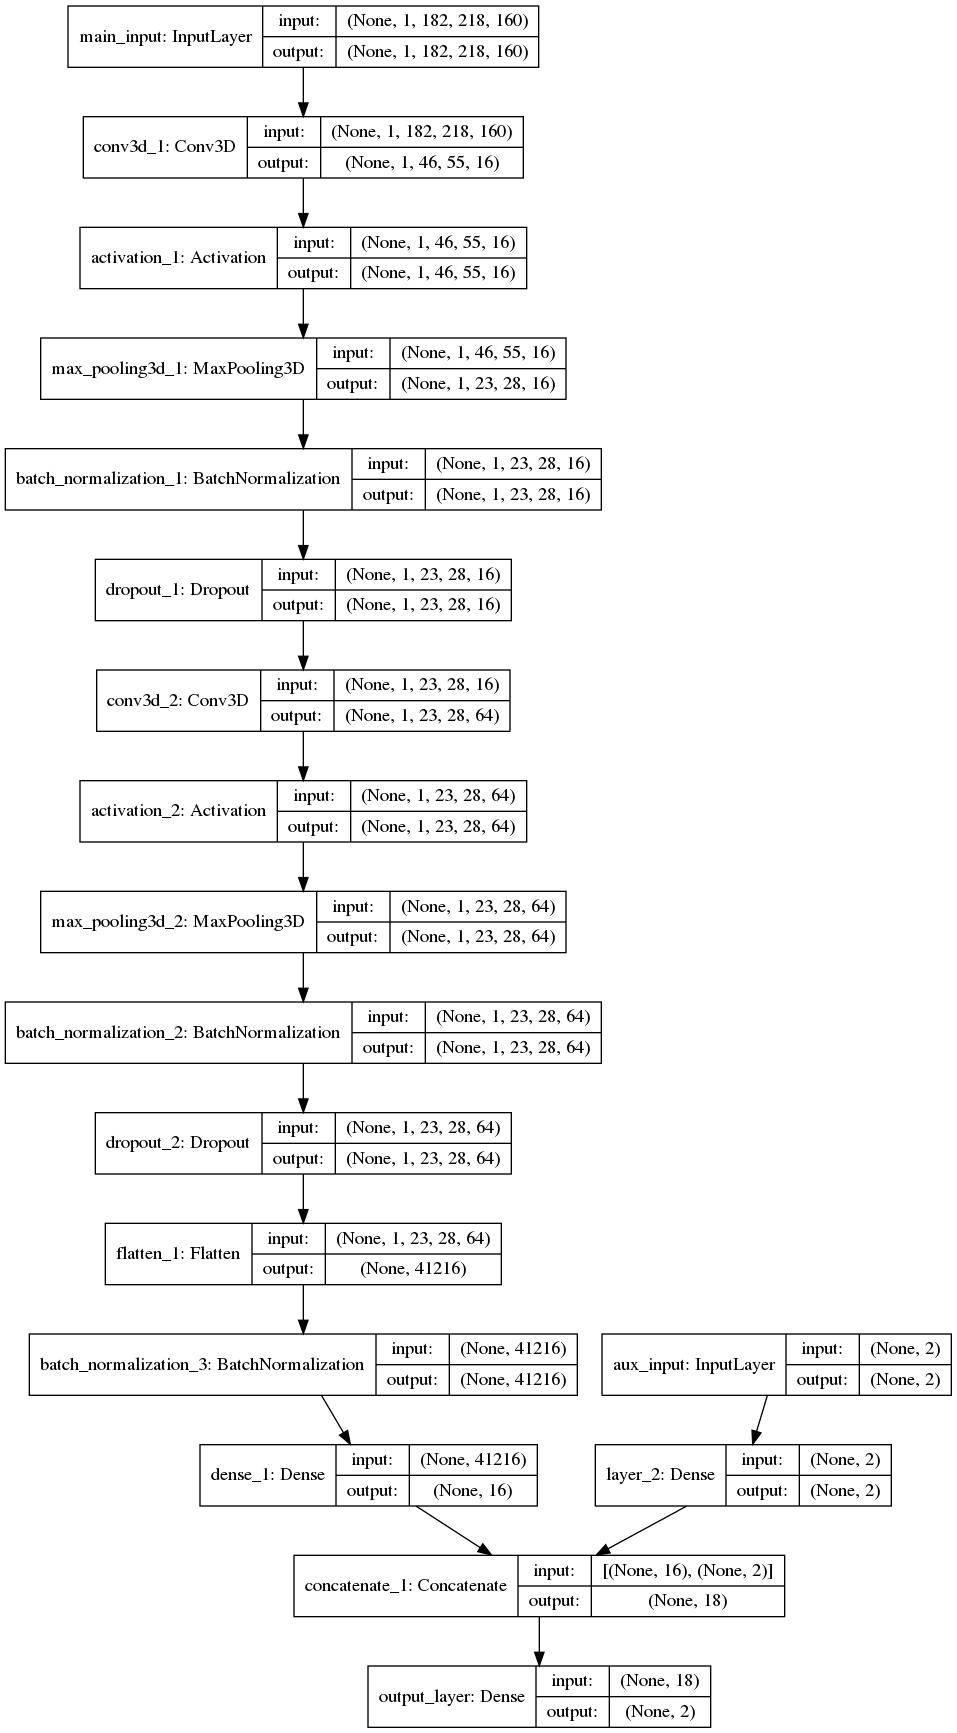 main_input: InputLayer
input: (None, 1, 182, 218, 160)
output: (None, 1, 182, 218, 160)
conv3d_1: Conv3D
input: (None, 1, 182, 218, 160)
output: (None, 1, 46, 55, 16)
activation_1: Activation
input: (None, 1, 46, 55, 16)
output: (None, 1, 46, 55, 16)
max_pooling3d_1: MaxPooling3D
input: (None, 1, 46, 55, 16)
output: (None, 1, 23, 28, 16)
batch_normalization_1: BatchNormalization
input: (None, 1, 23, 28, 16)
output: (None, 1, 23, 28, 16)
dropout_1: Dropout
input: (None, 1, 23, 28, 16)
output: (None, 1, 23, 28, 16)
conv3d_2: Conv3D
input: (None, 1, 23, 28, 16)
output: (None, 1, 23, 28, 64)
activation_2: Activation
input: (None, 1, 23, 28, 64)
output: (None, 1, 23, 28, 64)
max_pooling3d_2: MaxPooling3D
input: (None, 1, 23, 28, 64)
output: (None, 1, 23, 28, 64)
batch_normalization_2: BatchNormalization
input: (None, 1, 23, 28, 64)
output: (None, 1, 23, 28, 64)
dropout_2: Dropout
input: (None, 1, 23, 28, 64)
output: (None, 1, 23, 28, 64)
flatten_1: Flatten
input: (None, 1, 23, 28, 64)
output: (None, 41216)
batch_normalization_3: BatchNormalization
input: (None, 41216)
output: (None, 41216)
aux_input: InputLayer
input: (None, 2)
output: (None, 2)
dense_1: Dense
input: (None, 41216)
output: (None, 16)
layer_2: Dense
input: (None, 2)
output: (None, 2)
concatenate_1: Concatenate
input: [(None, 16), (None, 2)]
output: (None, 18)
output_layer: Dense
input: (None, 18)
output: (None, 2)